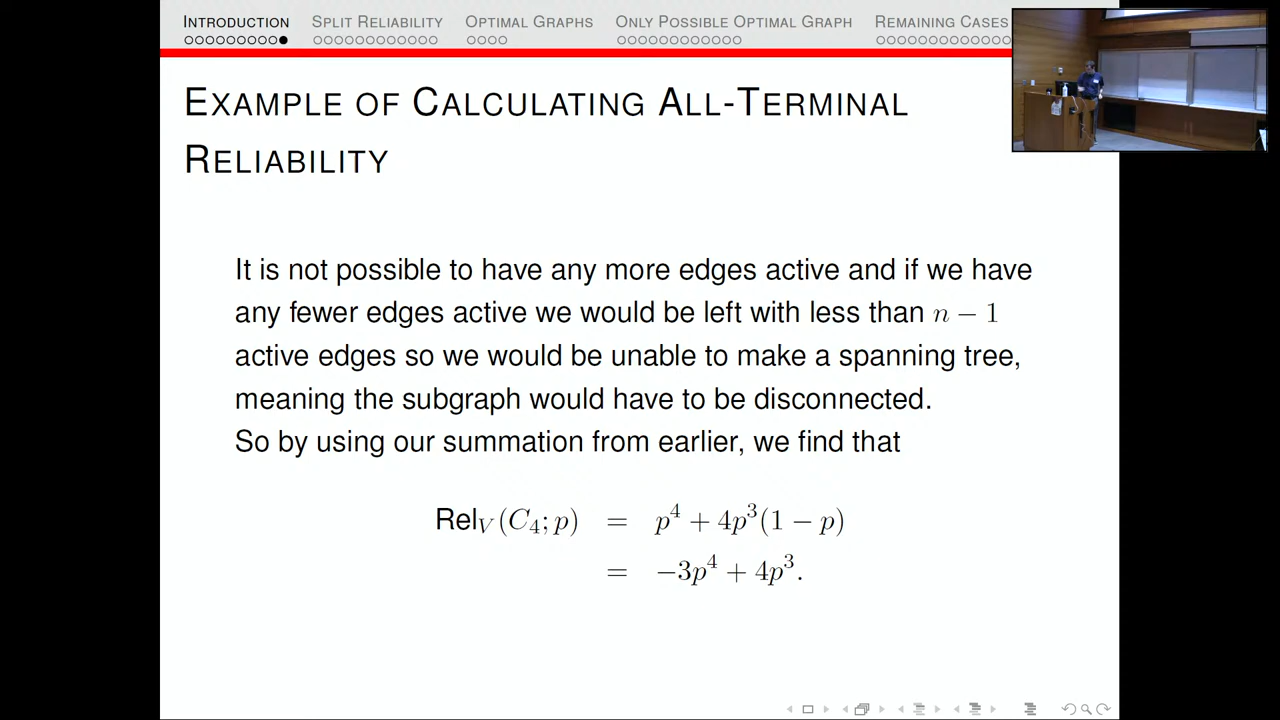 INTRODUCTION SPLIT RELIABILITY OPTIMAL GRAPHS ONLY POSSIBLE OPTIMAL GRAPH REMAINING CASES
EXAMPLE OF CALCULATING ALL-TERMINAL
RELIABILITY
It is not possible to have any more edges active and if we have
any fewer edges active we would be left with less than n − 1
active edges so we would be unable to make a spanning tree,
meaning the subgraph would have to be disconnected.
So by using our summation from earlier, we find that
Rel_V(C_4; p) = p^4 + 4p^3(1 − p)
= −3p^4 + 4p^3.